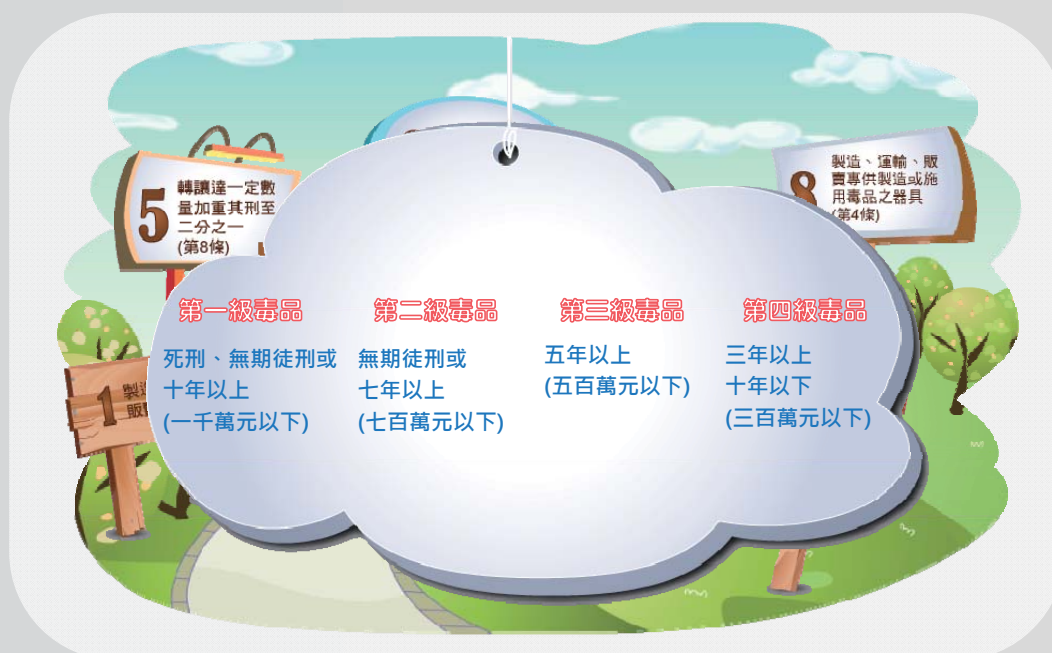 5
轉讓達一定數
量加重其刑至
二分之一
(第8條)
8
製造、運輸、販
賣專供製造或施
用毒品之器具
(第4條)
第一級毒品
死刑、無期徒刑或
十年以上
(一千萬元以下)
第二級毒品
無期徒刑或
七年以上
(七百萬元以下)
第三級毒品
五年以上
(五百萬元以下)
第四級毒品
三年以上
十年以下
(三百萬元以下)
1
製造
販